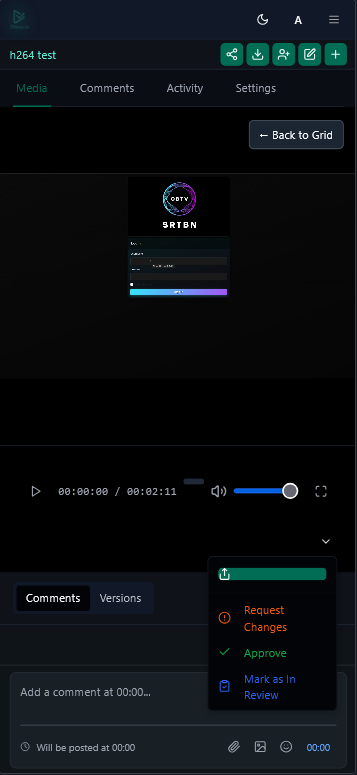 A
h264 test
Media Comments Activity Settings
← Back to Grid
OBTV
SRTBN
00:00:00 / 00:02:11
Comments Versions
Request
Changes
Approve
Mark as In
Review
Add a comment at 00:00...
Will be posted at 00:00 00:00